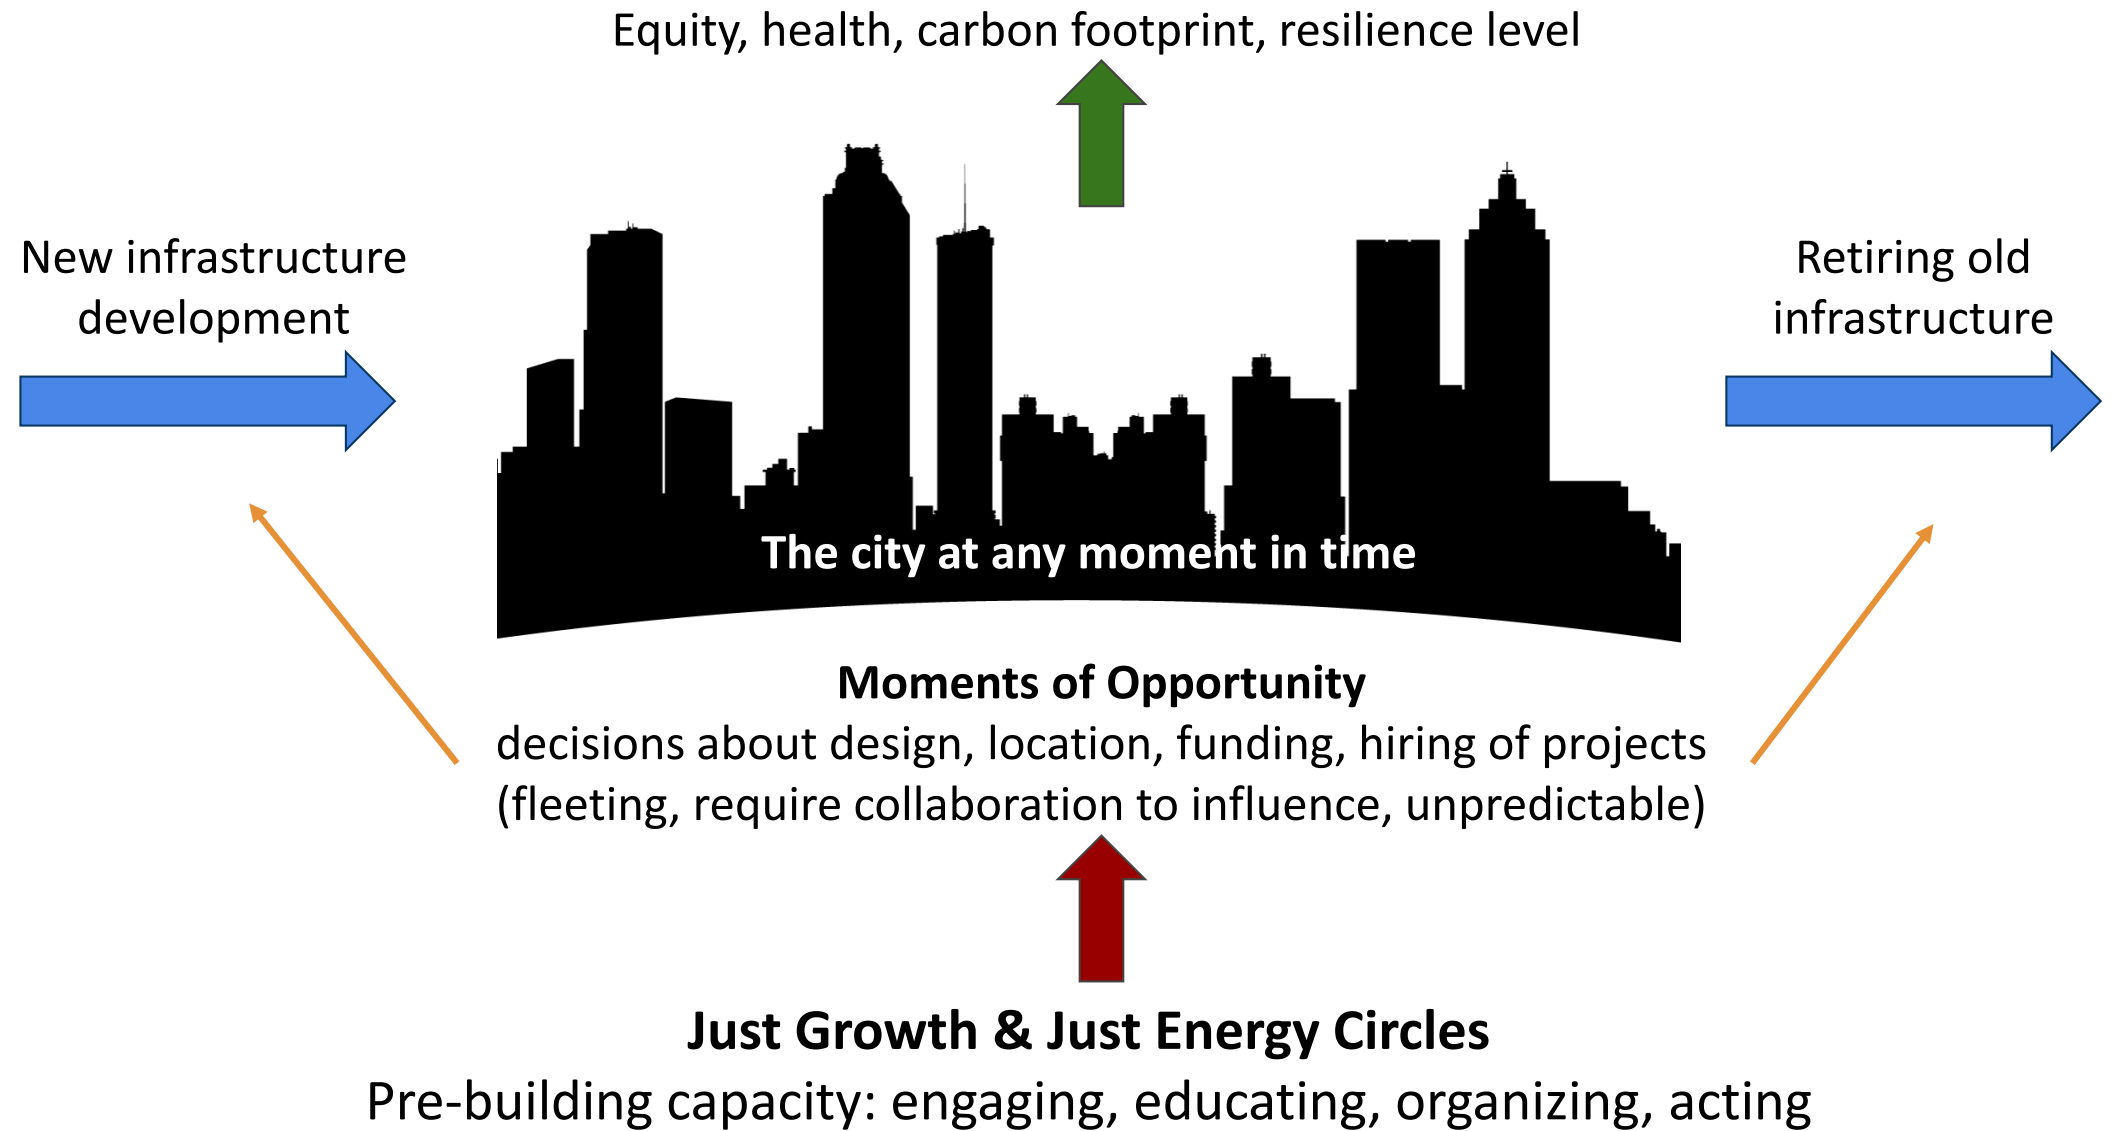 Equity, health, carbon footprint, resilience level
New infrastructure
development
Retiring old
infrastructure
The city at any moment in time
Moments of Opportunity
decisions about design, location, funding, hiring of projects
(fleeting, require collaboration to influence, unpredictable)
Just Growth & Just Energy Circles
Pre-building capacity: engaging, educating, organizing, acting